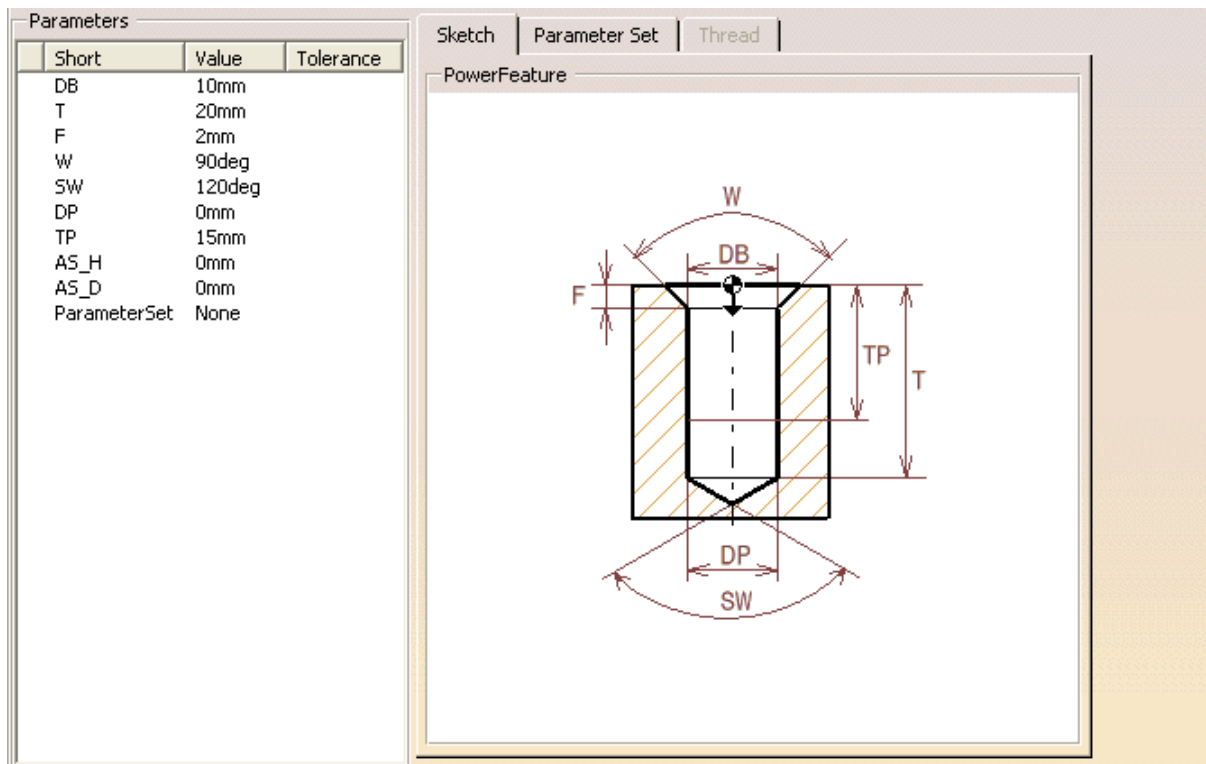 Parameters
Short Value Tolerance
DB 10mm
T 20mm
F 2mm
W 90deg
SW 120deg
DP 0mm
TP 15mm
AS_H 0mm
AS_D 0mm
ParameterSet None
Sketch Parameter Set Thread
PowerFeature
W
DB
F
TP
T
DP
SW